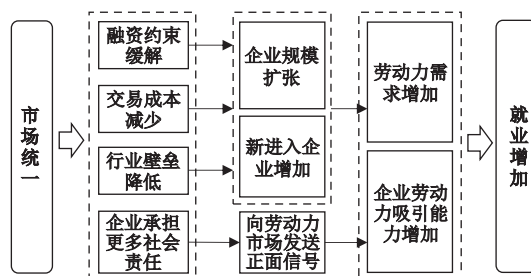 市场统一
融资约束
缓解
交易成本
减少
行业壁垒
降低
企业承担
更多社会
责任
企业规模
扩张
新进入企
业增加
向劳动力
市场发送
正面信号
劳动力需
求增加
企业劳动
力吸引能
力增加
就业增加